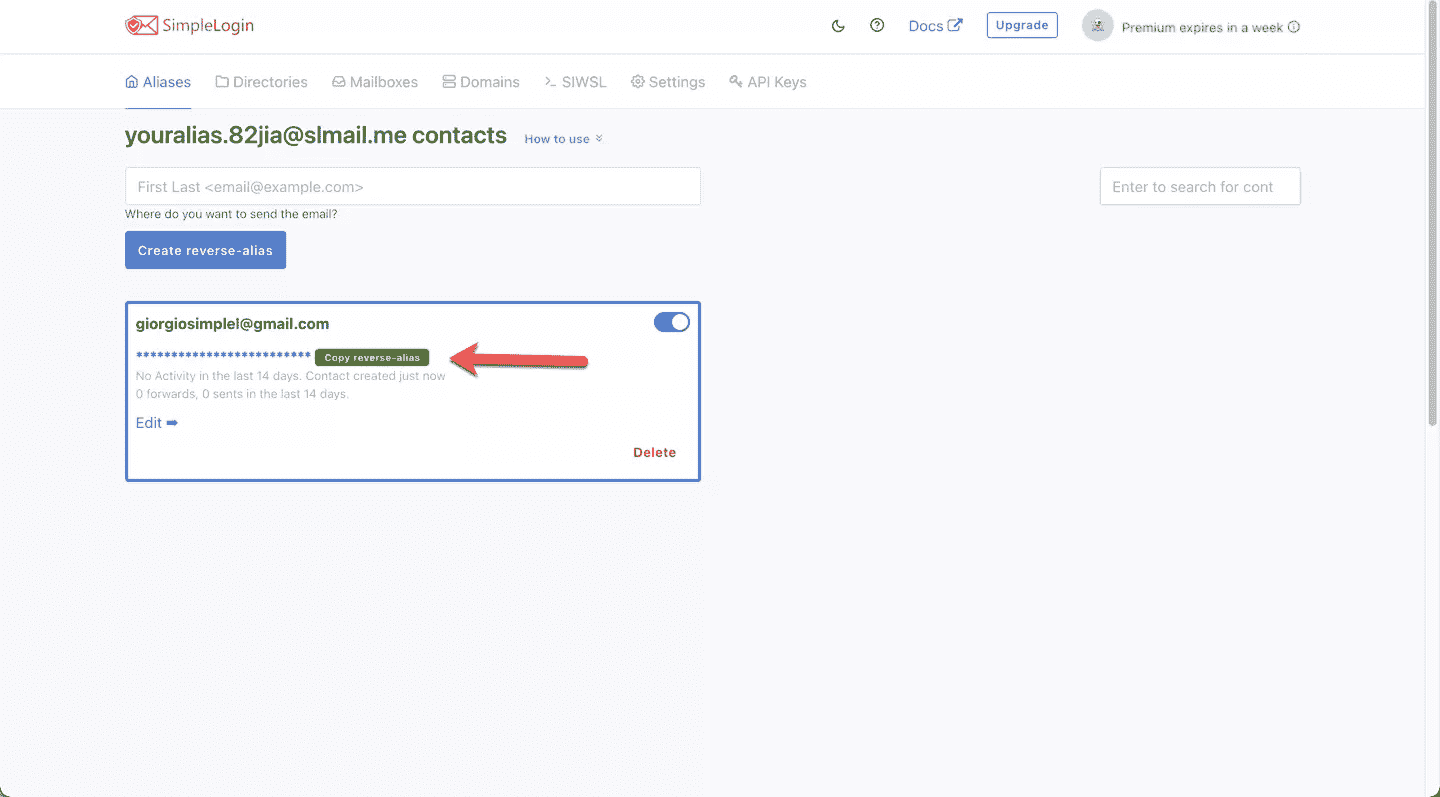 SimpleLogin
Docs
Upgrade
Premium expires in a week
Aliases
Directories
Mailboxes
Domains
SIWSL
Settings
API Keys
youralias.82jia@slmail.me contacts
How to use
First Last <email@example.com>
Enter to search for cont
Where do you want to send the email?
Create reverse-alias
giorgiosimplel@gmail.com
*************************
Copy reverse-alias
No Activity in the last 14 days. Contact created just now
0 forwards, 0 sents in the last 14 days.
Edit ➡
Delete